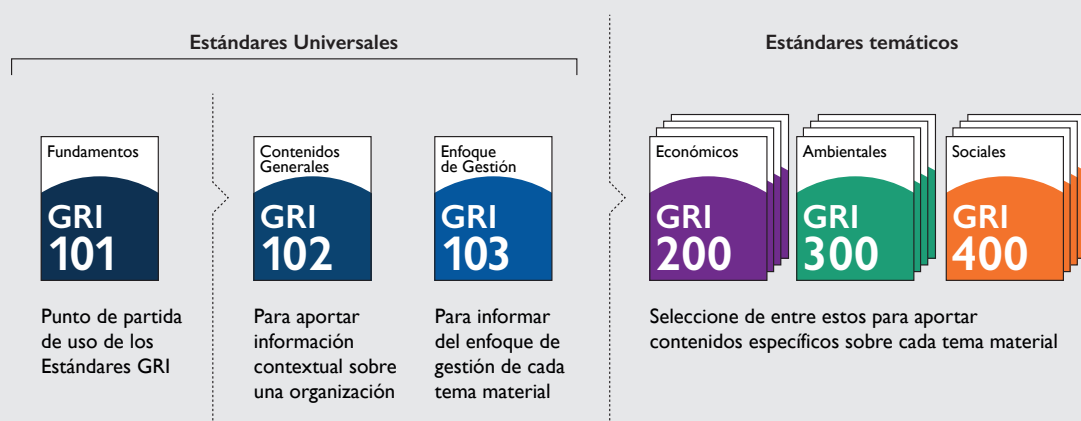 Estándares Universales
Estándares temáticos
Fundamentos
GRI
101
Contenidos
Generales
GRI
102
Enfoque
de Gestión
GRI
103
Económicos
GRI
200
Ambientales
GRI
300
Sociales
GRI
400
Punto de partida
de uso de los
Estándares GRI
Para aportar
información
contextual sobre
una organización
Para informar
del enfoque de
gestión de cada
tema material
Seleccione de entre estos para aportar
contenidos específicos sobre cada tema material